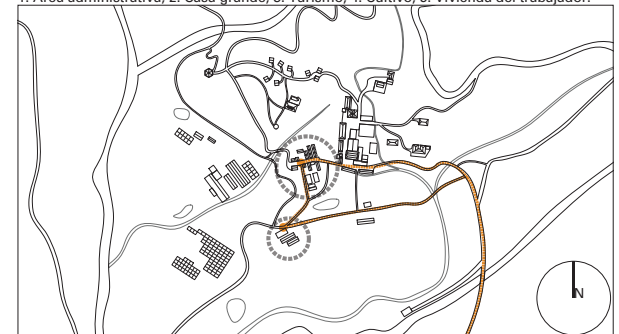 1. Área administrativa, 2. Casa grande, 3. Turismo, 4. Cultivo, 5. Vivienda del trabajador.
N